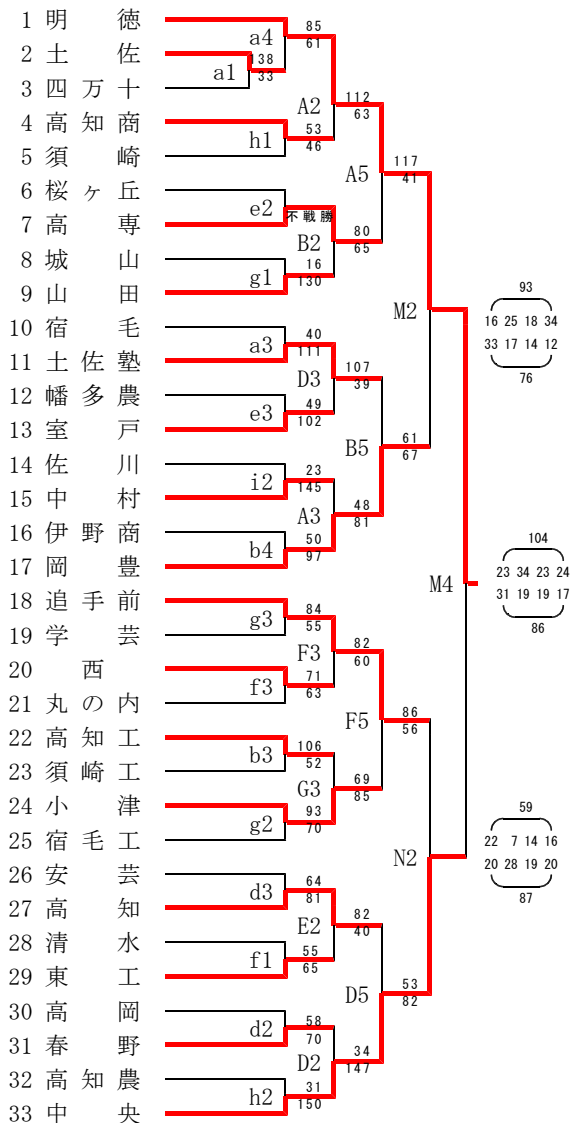 1 明徳
2 土佐
3 四万十
4 高知商
5 須崎
6 桜ヶ丘
7 高専
8 城山
9 山田
10 宿毛
11 土佐塾
12 幡多農
13 室戸
14 佐川
15 中村
16 伊野商
17 岡豊
18 追手前
19 学芸
20 西
21 丸の内
22 高知工
23 須崎工
24 小津
25 宿毛工
26 安芸
27 高知
28 清水
29 東工
30 高岡
31 春野
32 高知農
33 中央
a1
138
33
a4
85
61
h1
53
46
e2
不戦勝
g1
16
130
a3
40
111
e3
49
102
i2
23
145
b4
50
97
g3
84
55
f3
71
63
b3
106
52
g2
93
70
d3
64
81
f1
55
65
d2
58
70
h2
31
150
A2
112
63
B2
80
65
D3
107
39
A3
48
81
F3
82
60
G3
69
85
E2
82
40
D2
34
147
A5
117
41
B5
61
67
F5
86
56
D5
53
82
M2
93
16 25 18 34
33 17 14 12
76
M4
104
23 34 23 24
31 19 19 17
86
N2
59
22 7 14 16
20 28 19 20
87